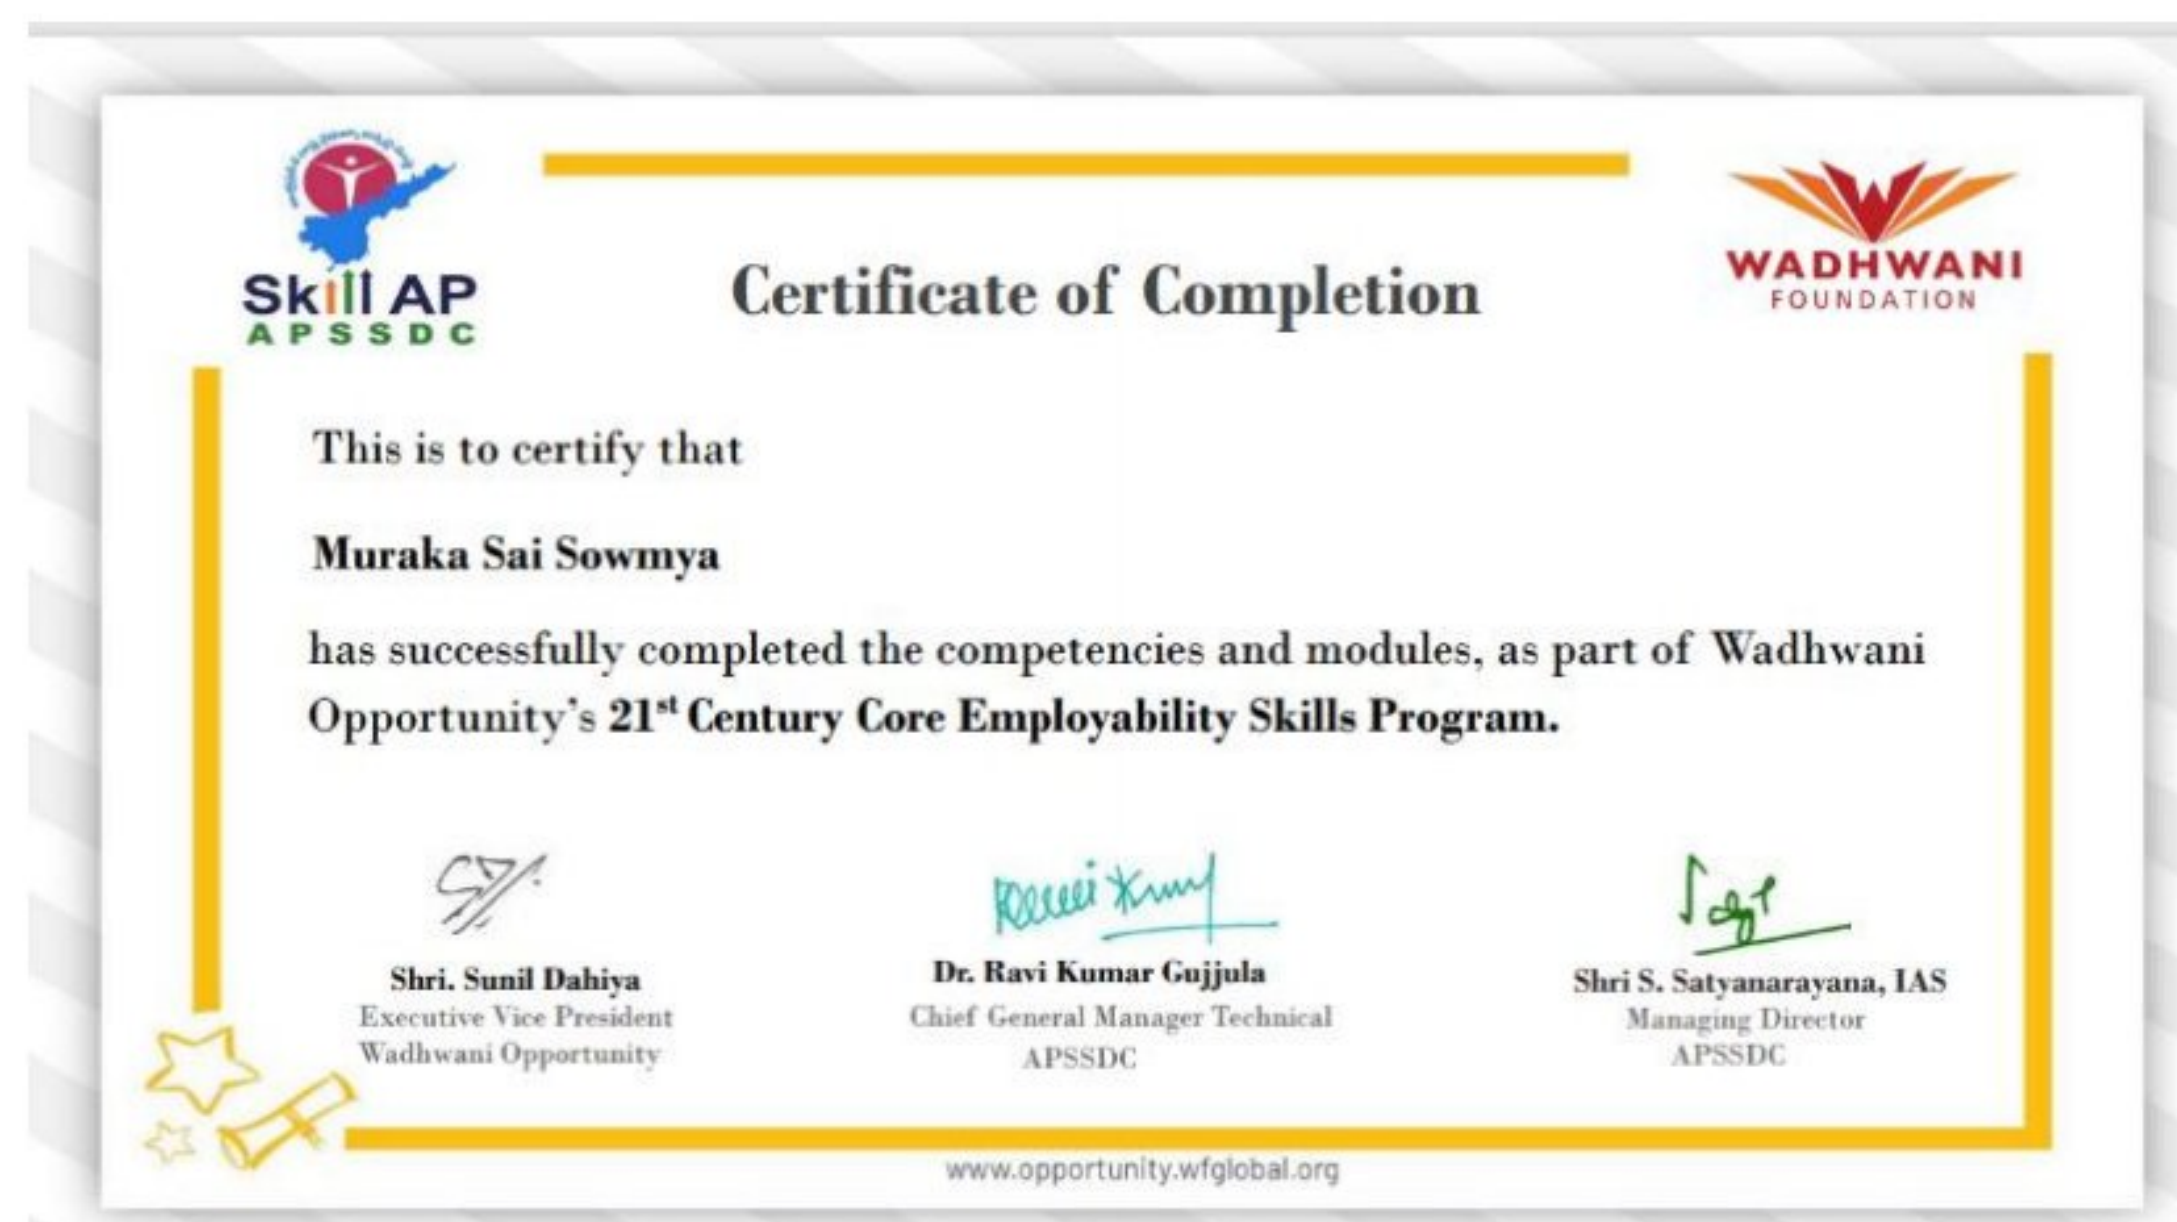 Skill AP
APSSDC
Certificate of Completion
WADHWANI
FOUNDATION
This is to certify that
Muraka Sai Sowmya
has successfully completed the competencies and modules, as part of Wadhwani
Opportunity's 21st Century Core Employability Skills Program.
Ravi Kumar
Shri. Sunil Dahiya
Executive Vice President
Wadhwani Opportunity
Dr. Ravi Kumar Gujjula
Chief General Manager Technical
APSSDC
Shri S. Satyanarayana, IAS
Managing Director
APSSDC
www.opportunity.wfglobal.org